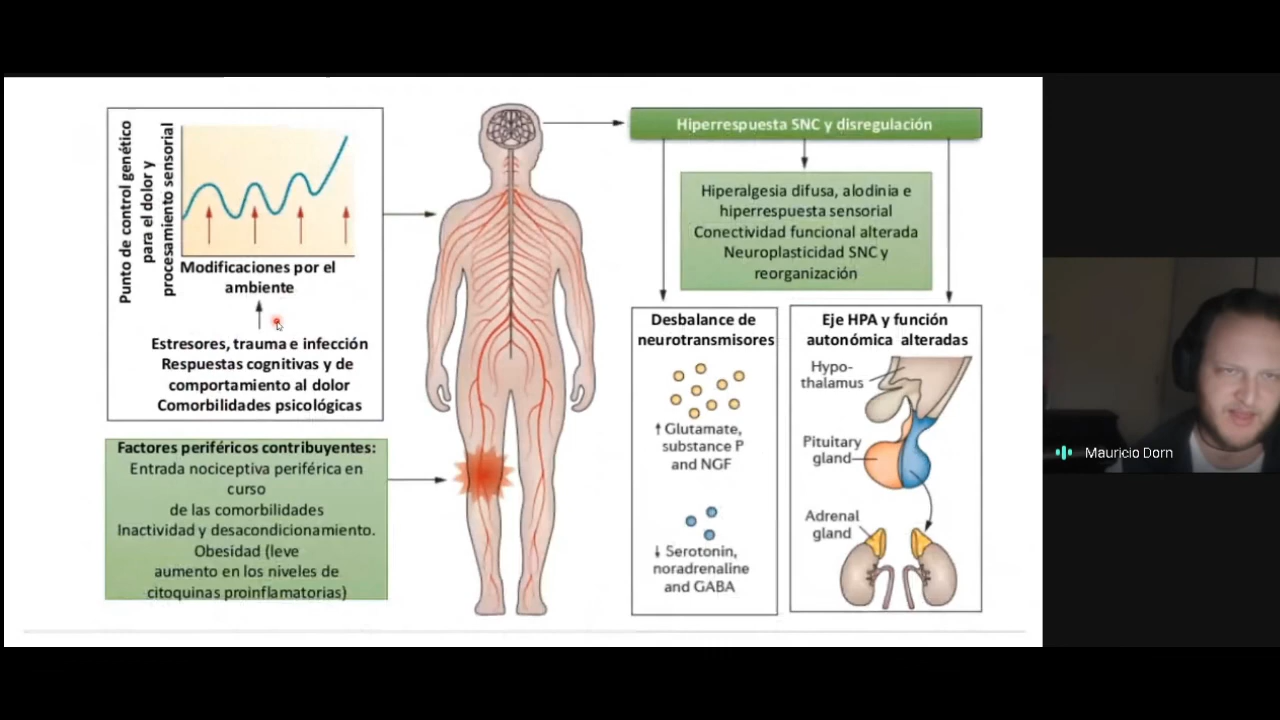 Punto de control genético
para el dolor y
procesamiento sensorial
Modificaciones por el
ambiente
Estresores, trauma e infección
Respuestas cognitivas y de
comportamiento al dolor
Comorbilidades psicológicas
Factores periféricos contribuyentes:
Entrada nociceptiva periférica en
curso
de las comorbilidades
Inactividad y desacondicionamiento.
Obesidad (leve
aumento en los niveles de
citoquinas proinflamatorias)
Hiperrespuesta SNC y disregulación
Hiperalgesia difusa, alodinia e
hiperrespuesta sensorial
Conectividad funcional alterada
Neuroplasticidad SNC y
reorganización
Desbalance de
neurotransmisores
↑ Glutamate,
substance P
and NGF
↓ Serotonin,
noradrenaline
and GABA
Eje HPA y función
autonómica alteradas
Hypo-
thalamus
Pituitary
gland
Adrenal
gland
Mauricio Dorn